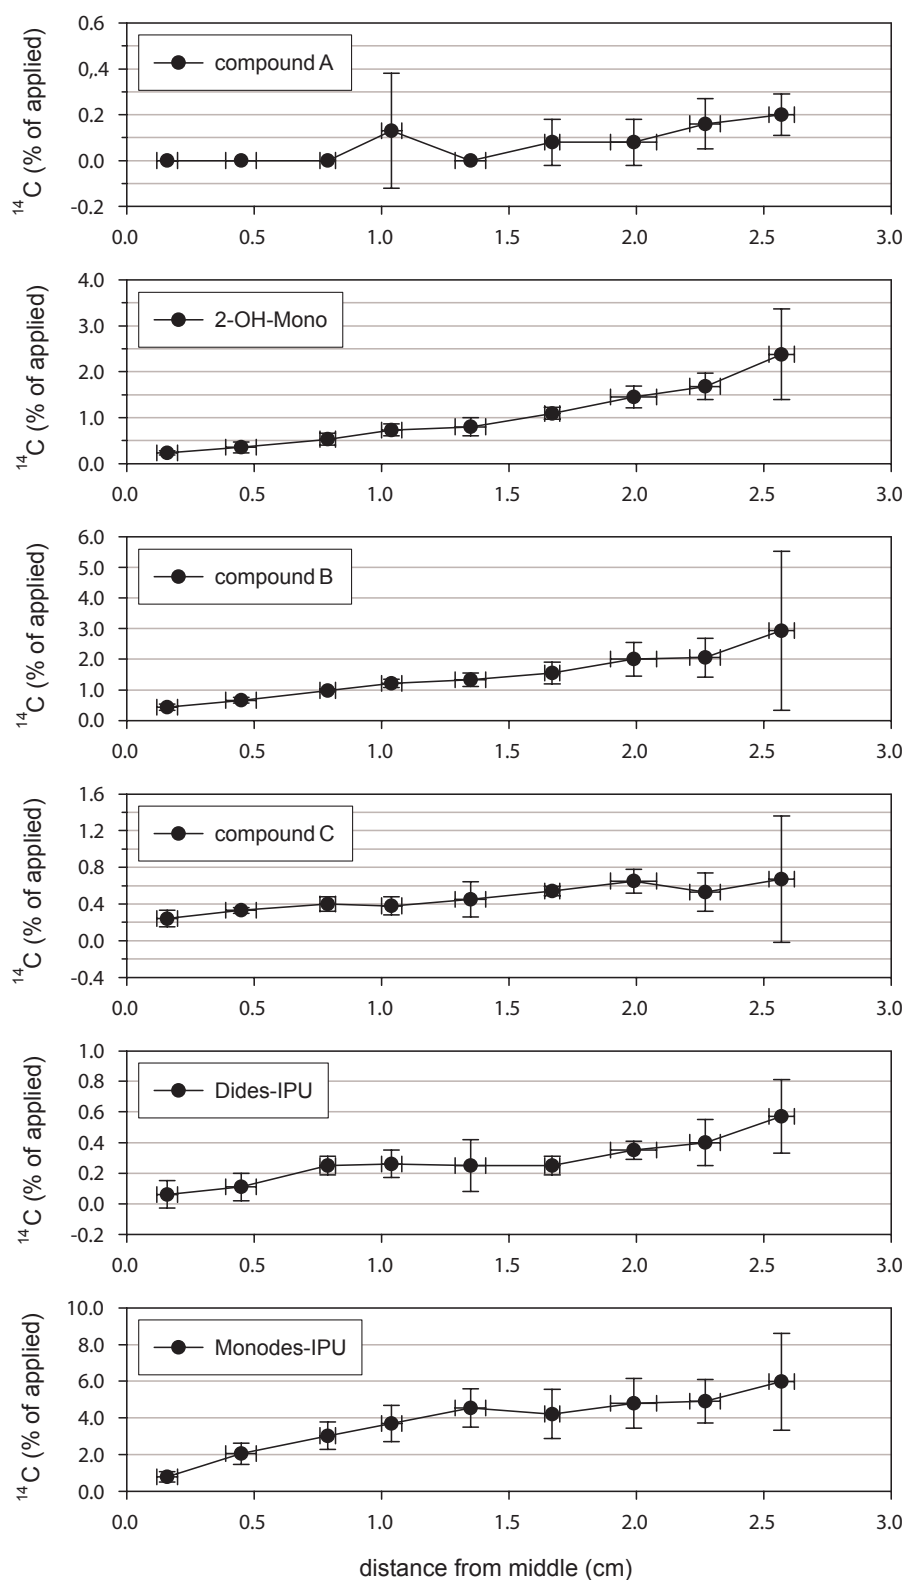 ¹⁴C (% of applied)
0.6
0.4
0.2
0.0
-0.2
compound A
0.0 0.5 1.0 1.5 2.0 2.5 3.0
¹⁴C (% of applied)
4.0
3.0
2.0
1.0
0.0
2-OH-Mono
0.0 0.5 1.0 1.5 2.0 2.5 3.0
¹⁴C (% of applied)
6.0
5.0
4.0
3.0
2.0
1.0
0.0
compound B
0.0 0.5 1.0 1.5 2.0 2.5 3.0
¹⁴C (% of applied)
1.6
1.2
0.8
0.4
0.0
-0.4
compound C
0.0 0.5 1.0 1.5 2.0 2.5 3.0
¹⁴C (% of applied)
1.0
0.8
0.6
0.4
0.2
0.0
-0.2
Dides-IPU
0.0 0.5 1.0 1.5 2.0 2.5 3.0
¹⁴C (% of applied)
10.0
8.0
6.0
4.0
2.0
0.0
Monodes-IPU
0.0 0.5 1.0 1.5 2.0 2.5 3.0
distance from middle (cm)